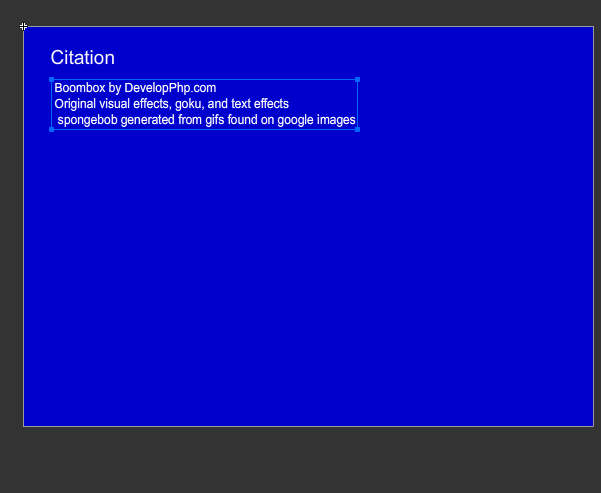 Citation
Boombox by DevelopPhp.com
Original visual effects, goku, and text effects
spongebob generated from gifs found on google images